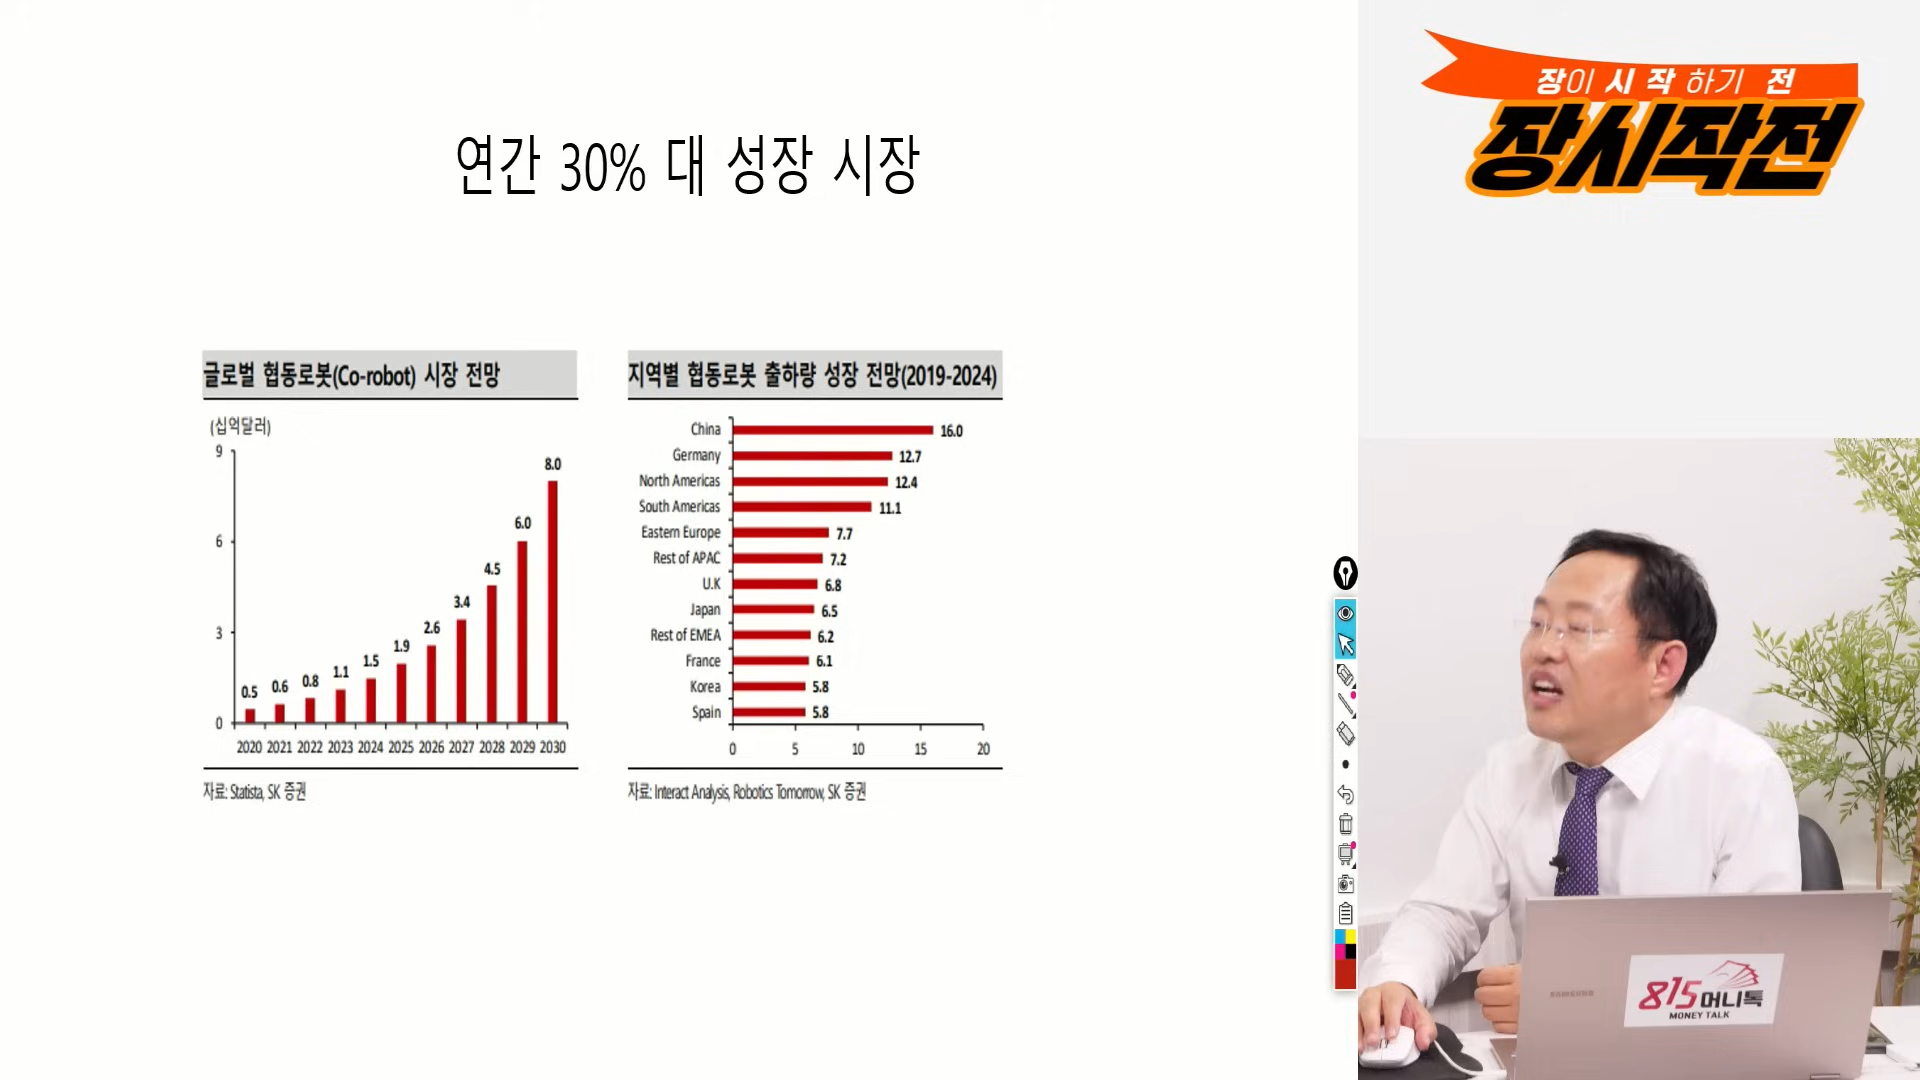 연간 30% 대 성장 시장
글로벌 협동로봇(Co-robot) 시장 전망
(십억달러)
9
6
3
0
0.5
0.6
0.8
1.1
1.5
1.9
2.6
3.4
4.5
6.0
8.0
2020 2021 2022 2023 2024 2025 2026 2027 2028 2029 2030
자료: Statista, SK 증권
지역별 협동로봇 출하량 성장 전망(2019-2024)
China 16.0
Germany 12.7
North Americas 12.4
South Americas 11.1
Eastern Europe 7.7
Rest of APAC 7.2
U.K 6.8
Japan 6.5
Rest of EMEA 6.2
France 6.1
Korea 5.8
Spain 5.8
0 5 10 15 20
자료: Interact Analysis, Robotics Tomorrow, SK 증권
장이 시작하기 전
장시작전
SAMSUNG
815머니톡
MONEY TALK